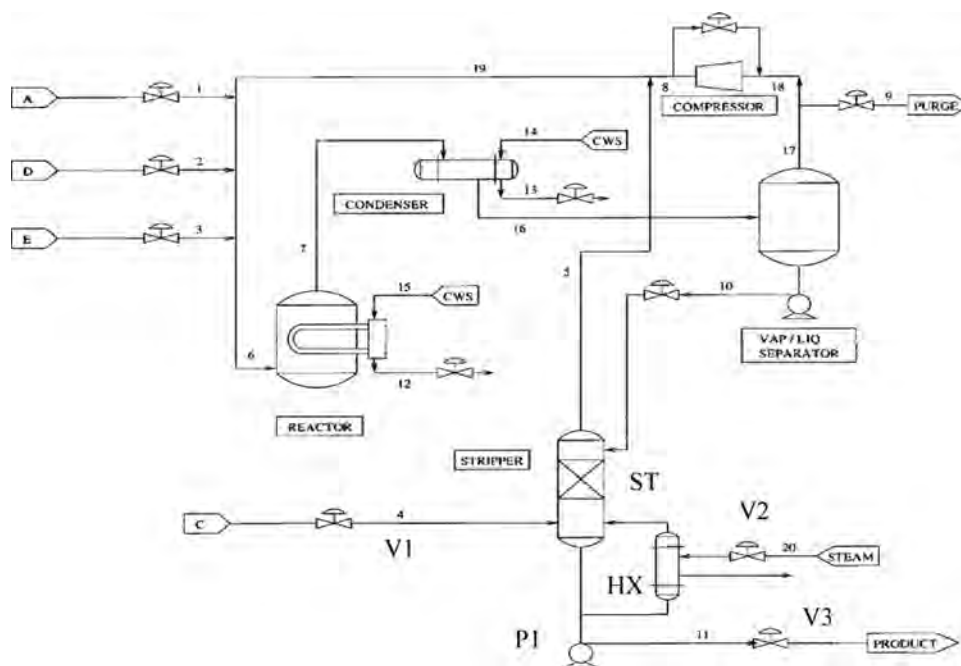 19
8
COMPRESSOR
18
A
1
9
PURGE
14
CWS
17
D
2
CONDENSER
13
16
E
3
7
5
15
CWS
10
VAP / LIQ
SEPARATOR
6
12
REACTOR
STRIPPER
ST
C
4
V1
V2
20
STEAM
HX
V3
P1
11
PRODUCT